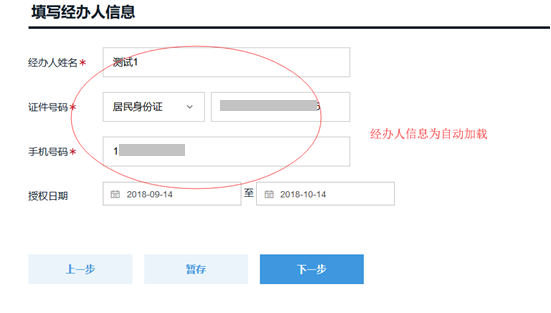 填写经办人信息
经办人姓名* 测试1
证件号码* 居民身份证
经办人信息为自动加载
手机号码* 1
授权日期 2018-09-14 至 2018-10-14
上一步 暂存 下一步